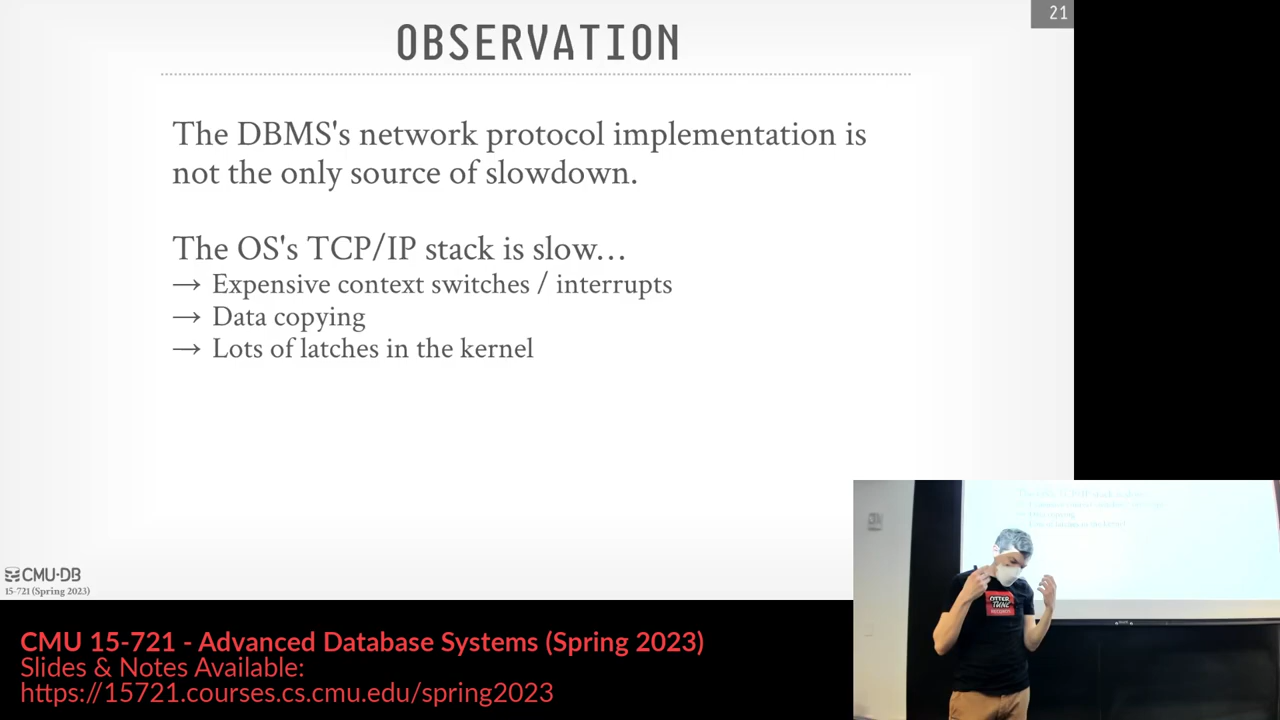 21
OBSERVATION
The DBMS's network protocol implementation is
not the only source of slowdown.
The OS's TCP/IP stack is slow…
→ Expensive context switches / interrupts
→ Data copying
→ Lots of latches in the kernel
CMU·DB
15-721 (Spring 2023)
OTTER
TUNE
RECORDS
CMU 15-721 - Advanced Database Systems (Spring 2023)
Slides & Notes Available:
https://15721.courses.cs.cmu.edu/spring2023